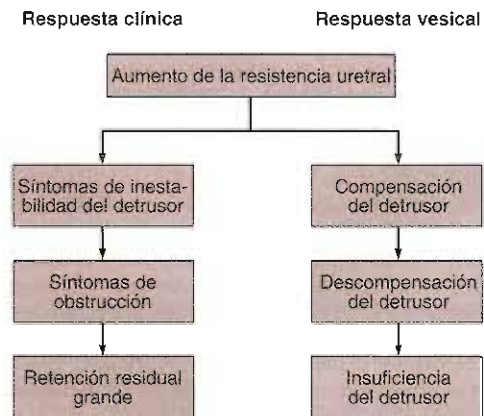 Respuesta clínica
Respuesta vesical
Aumento de la resistencia uretral
Síntomas de inesta-
bilidad del detrusor
Compensación
del detrusor
Síntomas de
obstrucción
Descompensación
del detrusor
Retención residual
grande
Insuficiencia
del detrusor